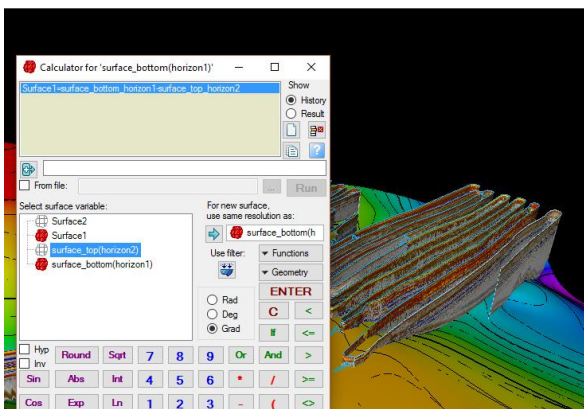 Calculator for 'surface_bottom(horizon1)'
Surface1=surface_bottom_horizon1-surface_top_horizon2
Show
History
Result
From file:
...
Run
Select surface variable:
For new surface,
use same resolution as:
Surface2
Surface1
surface_top(horizon2)
surface_bottom(horizon1)
surface_bottom(h
Use filter:
Functions
Geometry
ENTER
Rad
Deg
Grad
C
<
If
<=
Hyp
Inv
Round
Sqrt
7
8
9
Or
And
>
Sin
Abs
Int
4
5
6
*
/
>=
Cos
Exp
Ln
1
2
3
-
(
<>